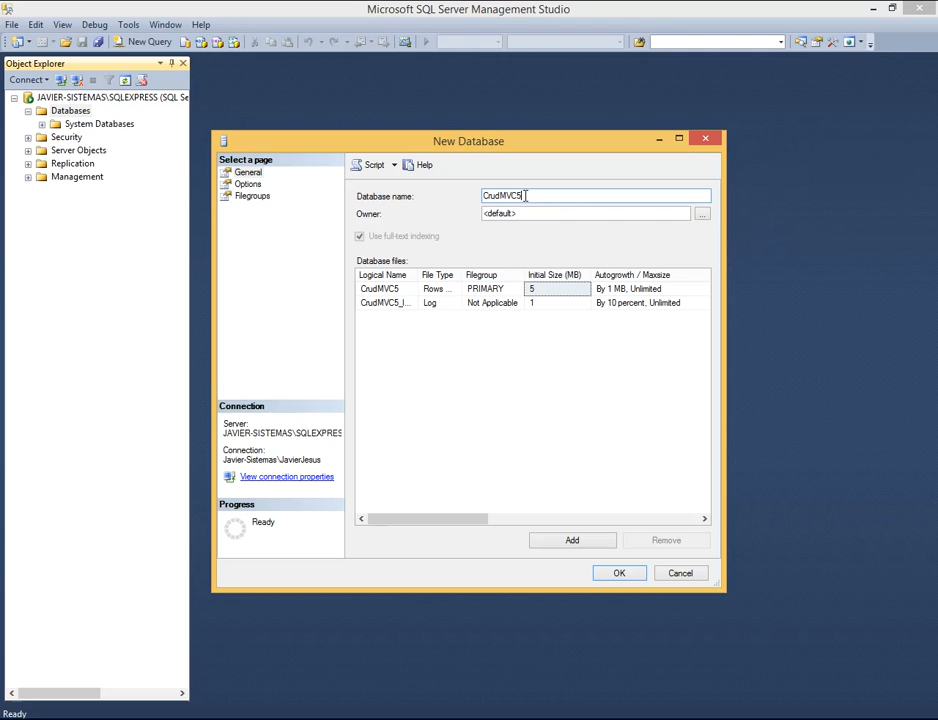 Microsoft SQL Server Management Studio
File Edit View Debug Tools Window Help
New Query
Object Explorer
Connect
JAVIER-SISTEMAS\SQLEXPRESS (SQL Se
Databases
System Databases
Security
Server Objects
Replication
Management
New Database
Select a page
General
Options
Filegroups
Script Help
Database name: CrudMVC5
Owner: <default> ...
Use full-text indexing
Database files:
Logical Name File Type Filegroup Initial Size (MB) Autogrowth / Maxsize
CrudMVC5 Rows ... PRIMARY 5 By 1 MB, Unlimited
CrudMVC5_l... Log Not Applicable 1 By 10 percent, Unlimited
Connection
Server:
JAVIER-SISTEMAS\SQLEXPRES
Connection:
Javier-Sistemas\JavierJesus
View connection properties
Progress
Ready
Add Remove
OK Cancel
Ready